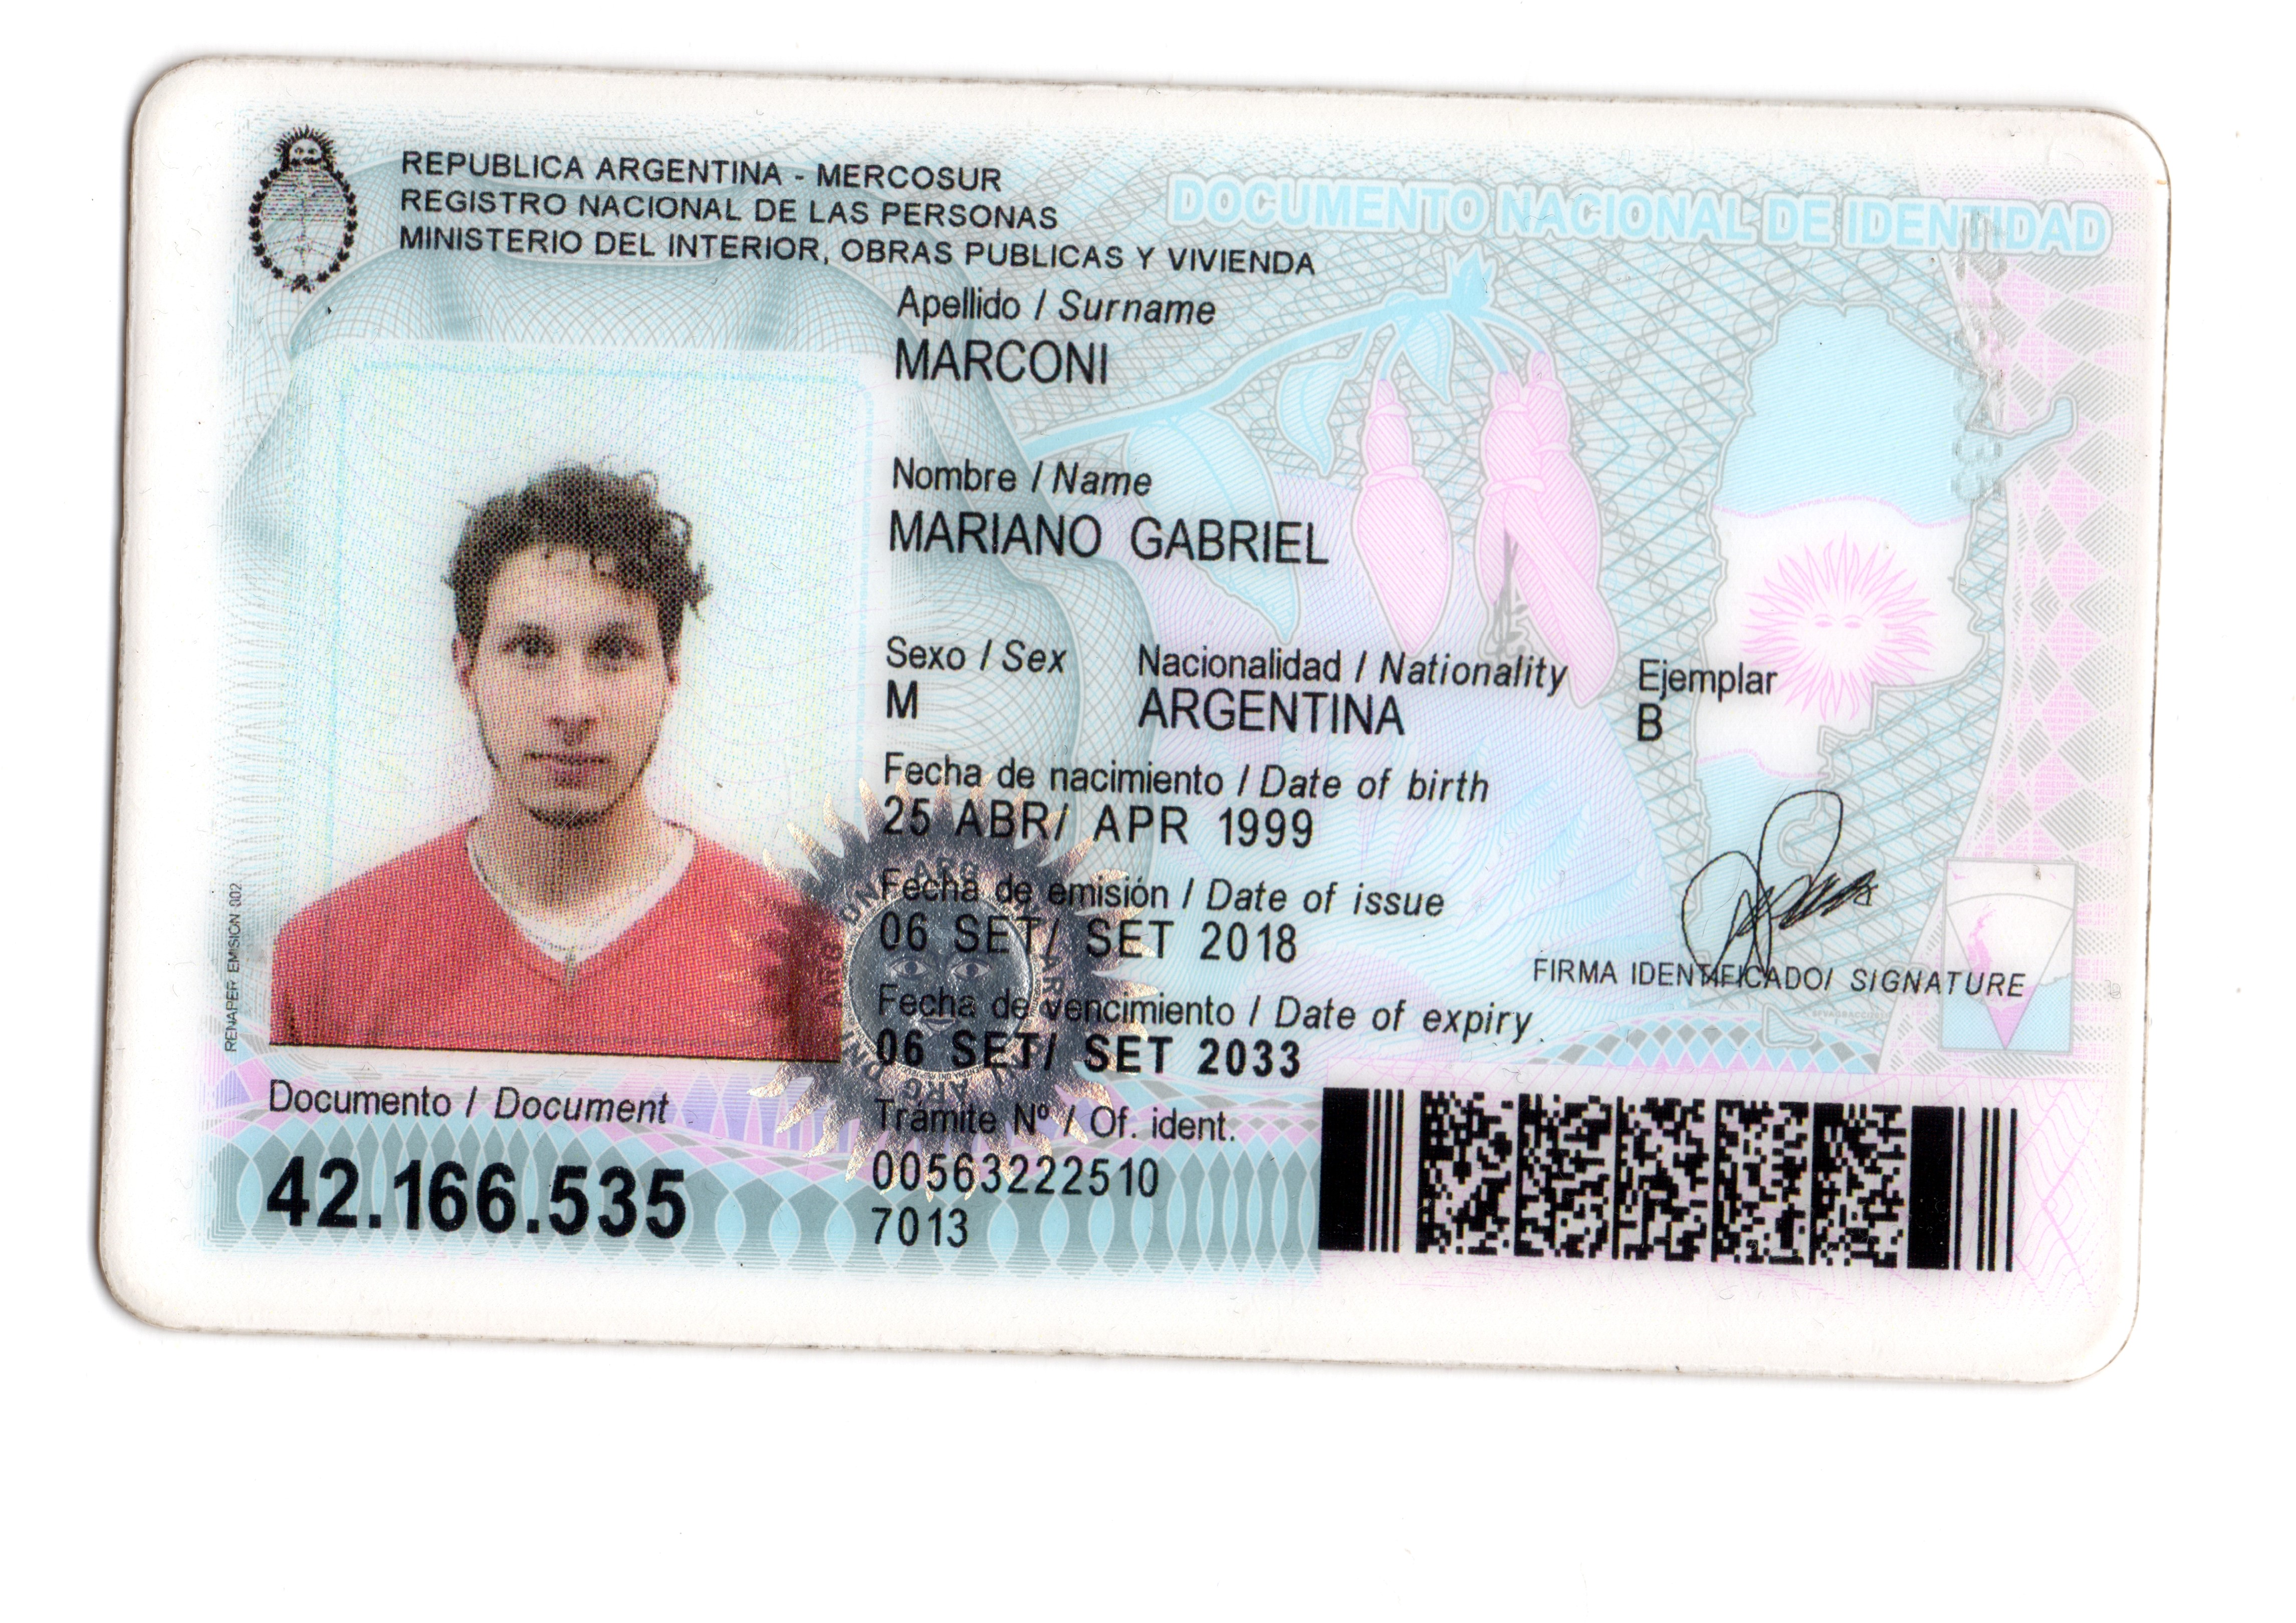 REPUBLICA ARGENTINA - MERCOSUR
REGISTRO NACIONAL DE LAS PERSONAS
MINISTERIO DEL INTERIOR, OBRAS PUBLICAS Y VIVIENDA
DOCUMENTO NACIONAL DE IDENTIDAD
Apellido / Surname
MARCONI
Nombre / Name
MARIANO GABRIEL
Sexo / Sex Nacionalidad / Nationality Ejemplar
M ARGENTINA B
Fecha de nacimiento / Date of birth
25 ABR/ APR 1999
Fecha de emisión / Date of issue
06 SET/ SET 2018
FIRMA IDENTIFICADO/ SIGNATURE
Fecha de vencimiento / Date of expiry
06 SET/ SET 2033
RENAPER EMISION 002
Documento / Document
42.166.535
Trámite Nº / Of. ident.
00563222510
7013